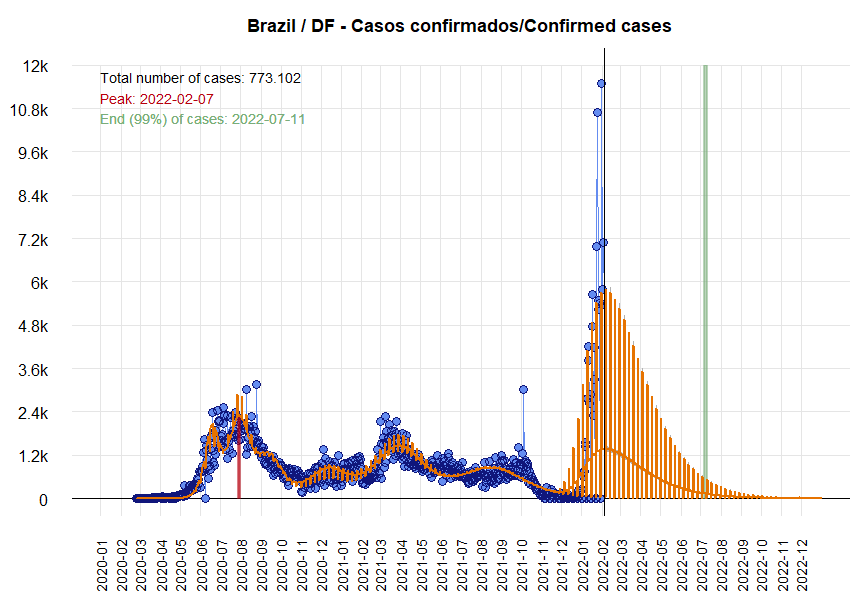 Brazil / DF - Casos confirmados/Confirmed cases
Total number of cases: 773.102
Peak: 2022-02-07
End (99%) of cases: 2022-07-11
12k
10.8k
9.6k
8.4k
7.2k
6k
4.8k
3.6k
2.4k
1.2k
0
2020-01
2020-02
2020-03
2020-04
2020-05
2020-06
2020-07
2020-08
2020-09
2020-10
2020-11
2020-12
2021-01
2021-02
2021-03
2021-04
2021-05
2021-06
2021-07
2021-08
2021-09
2021-10
2021-11
2021-12
2022-01
2022-02
2022-03
2022-04
2022-05
2022-06
2022-07
2022-08
2022-09
2022-10
2022-11
2022-12